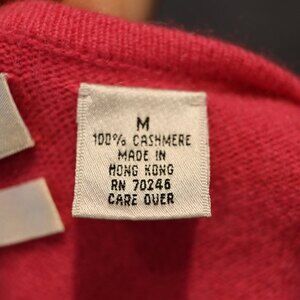 M
100% CASHMERE
MADE IN
HONG KONG
RN 70246
CARE OVER